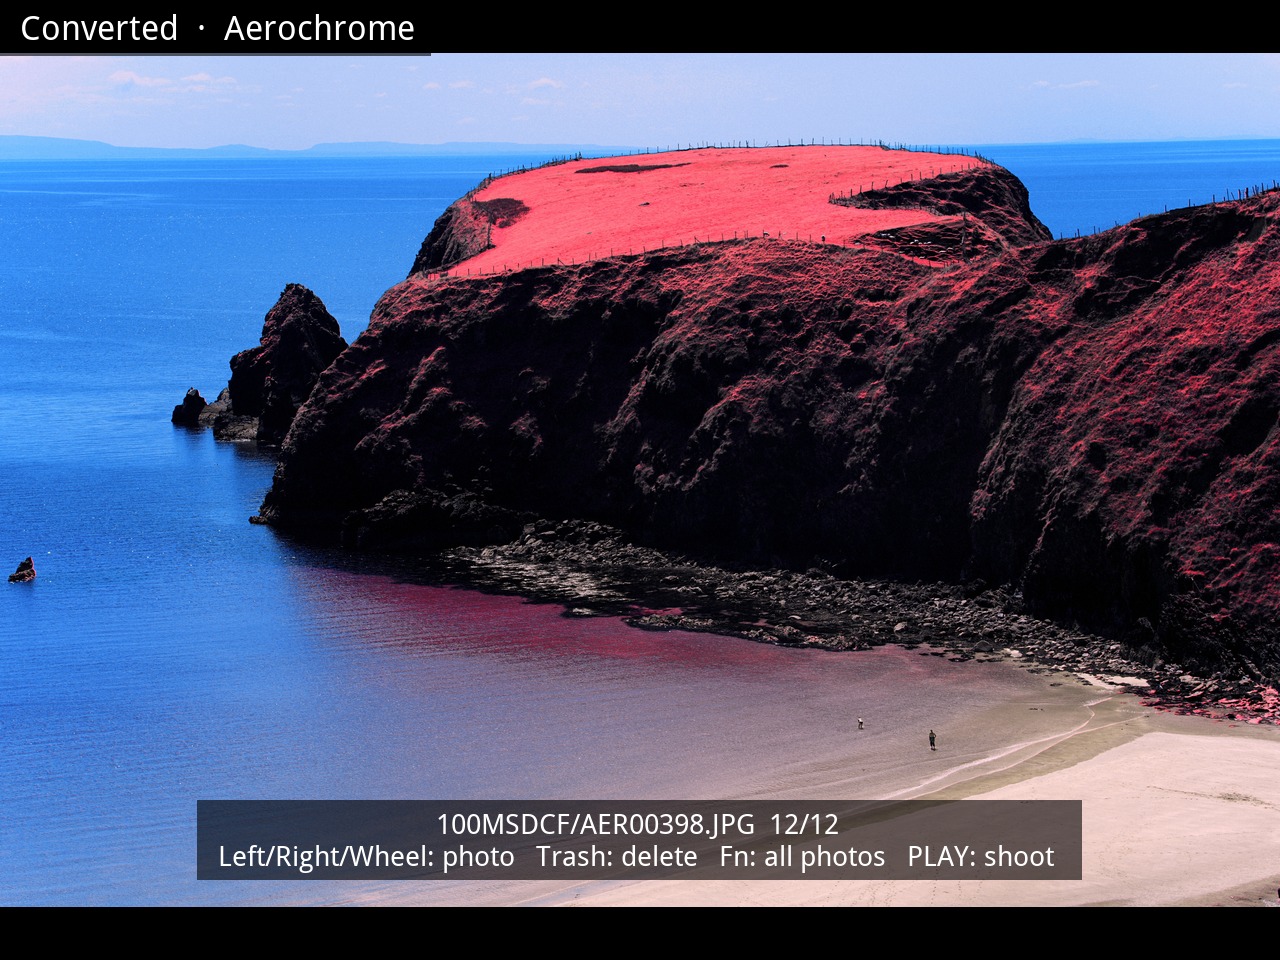 Converted · Aerochrome
100MSDCF/AER00398.JPG 12/12
Left/Right/Wheel: photo Trash: delete Fn: all photos PLAY: shoot